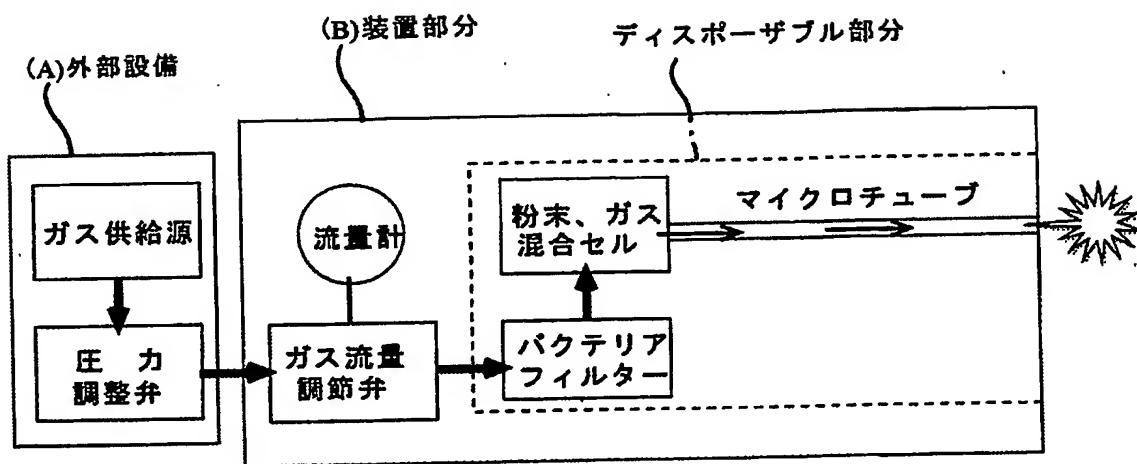 (A)外部設備
(B)装置部分
ディスポーザブル部分
ガス供給源
圧 力
調整弁
流量計
ガス流量
調節弁
粉末、ガス
混合セル
バクテリア
フィルター
マイクロチューブ